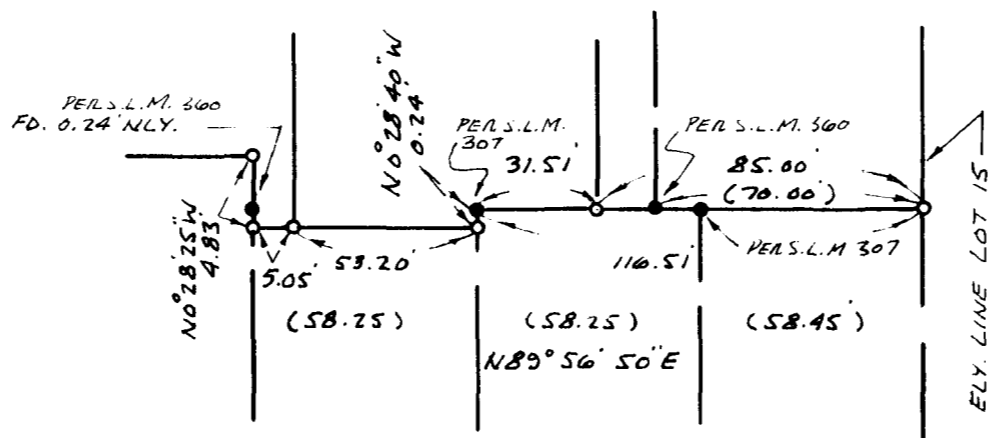 PER S.L.M. 360
FD. 0.24' NLY.
N0°28'25"W
4.83'
5.05'
53.20'
(58.25)
N0°28'40"W
0.24'
PER S.L.M.
307
31.51'
PER S.L.M. 360
85.00'
(70.00')
116.51'
PER S.L.M 307
(58.25)
(58.45')
N89°56'50"E
ELY. LINE LOT 15